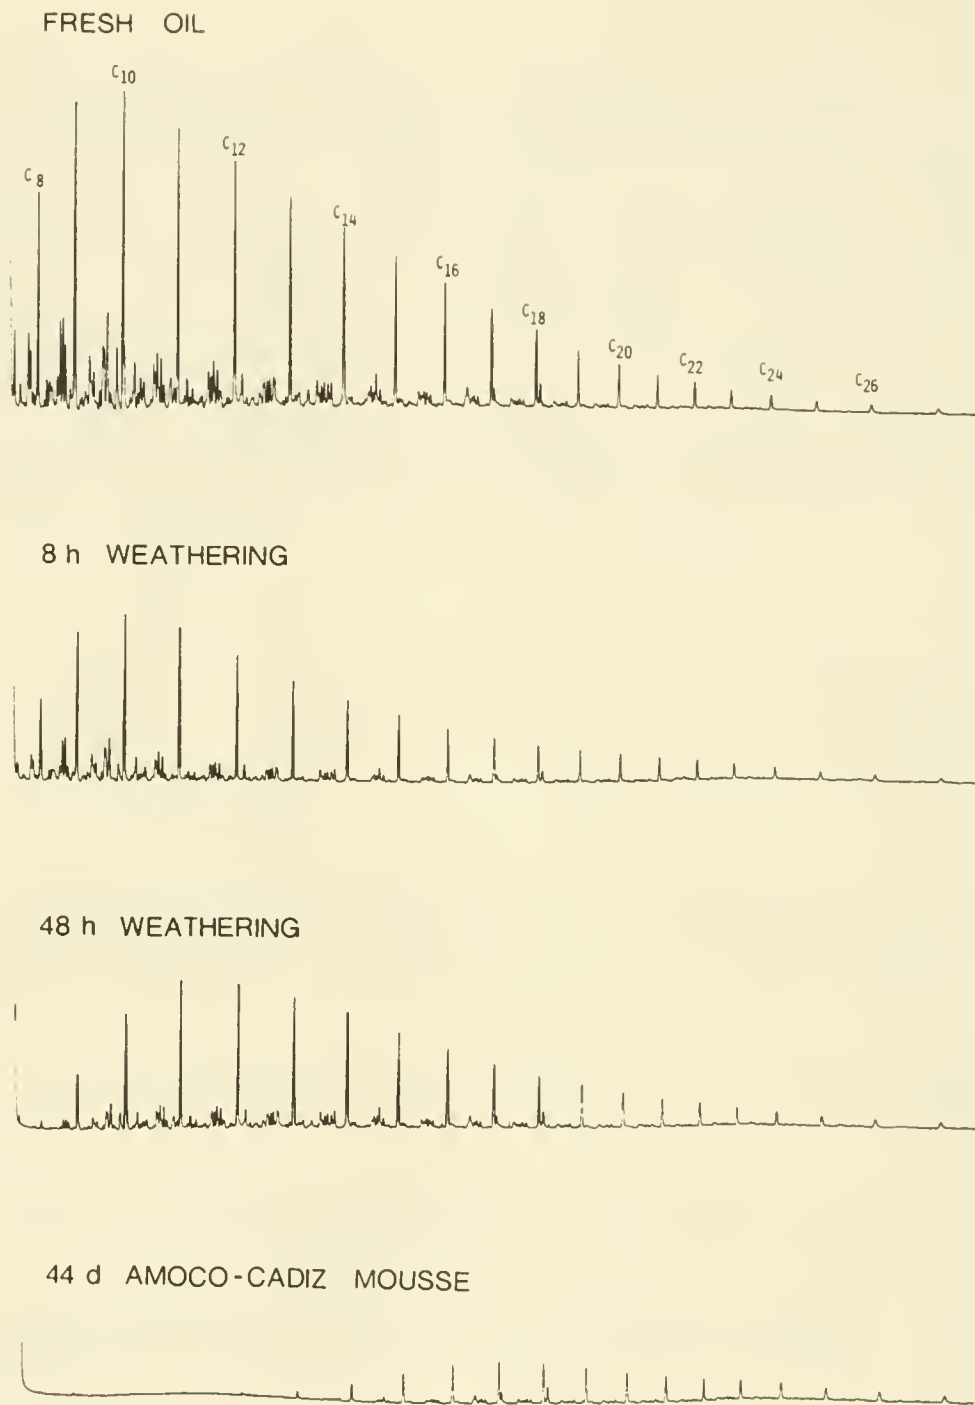 FRESH OIL
C10
C12
C8
C14
C16
C18
C20
C22
C24
C26
8 h WEATHERING
48 h WEATHERING
44 d AMOCO-CADIZ MOUSSE